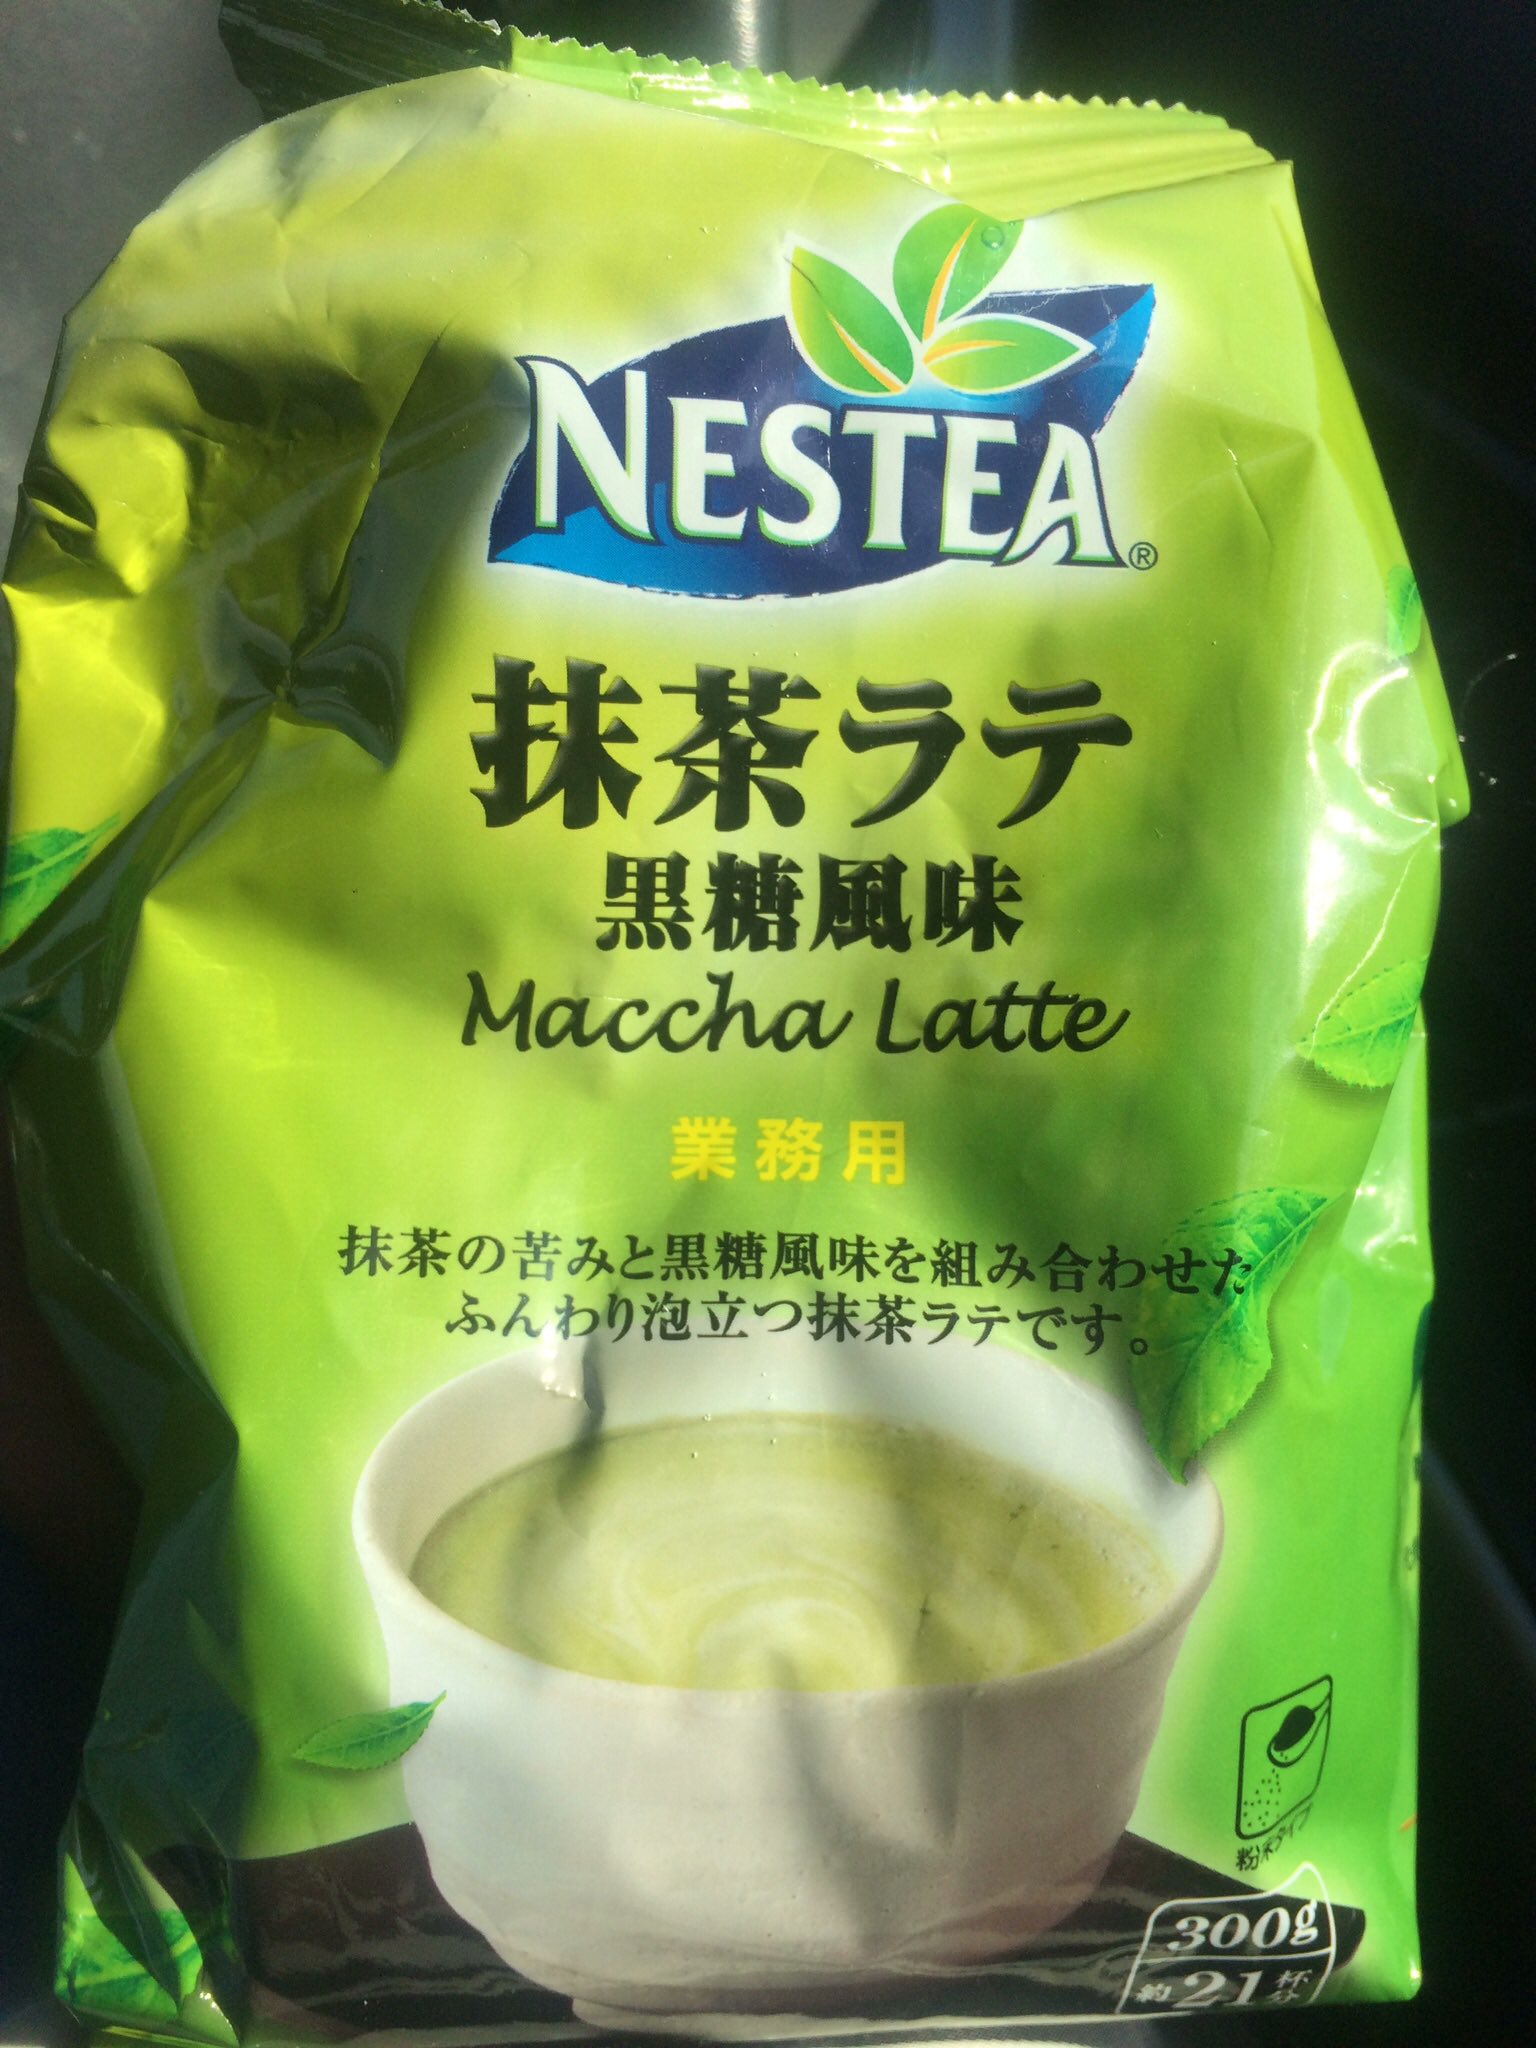 NESTEA®
抹茶ラテ
黒糖風味
Maccha Latte
業務用
抹茶の苦みと黒糖風味を組み合わせた
ふんわり泡立つ抹茶ラテです。
粉末タイプ
300g
約21杯分